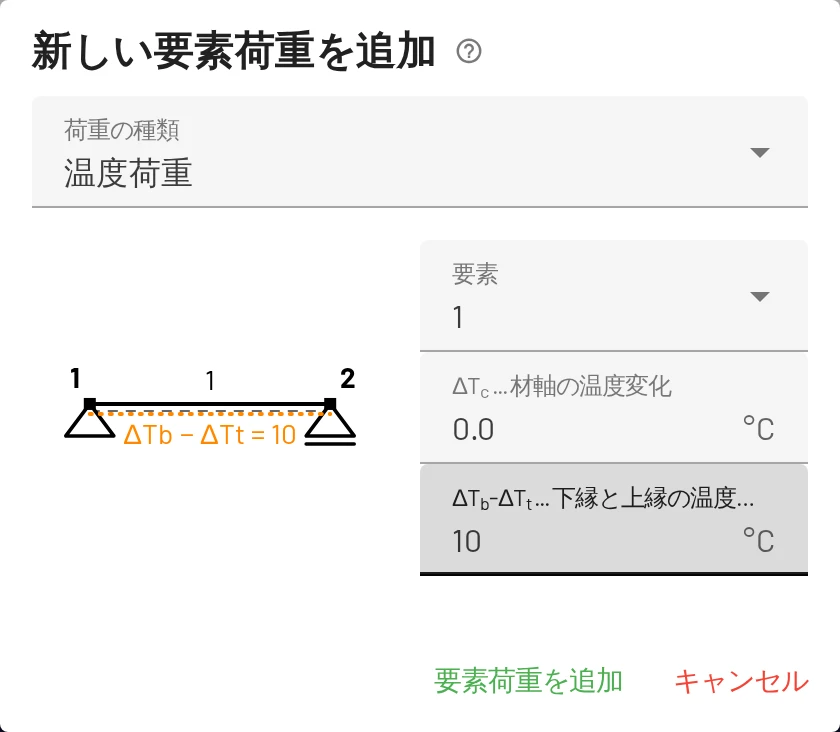 新しい要素荷重を追加 ?
荷重の種類
温度荷重
要素
1
1 1 2
ΔTb − ΔTt = 10
ΔTc ... 材軸の温度変化
0.0 °C
ΔTb-ΔTt ... 下縁と上縁の温度...
10 °C
要素荷重を追加 キャンセル